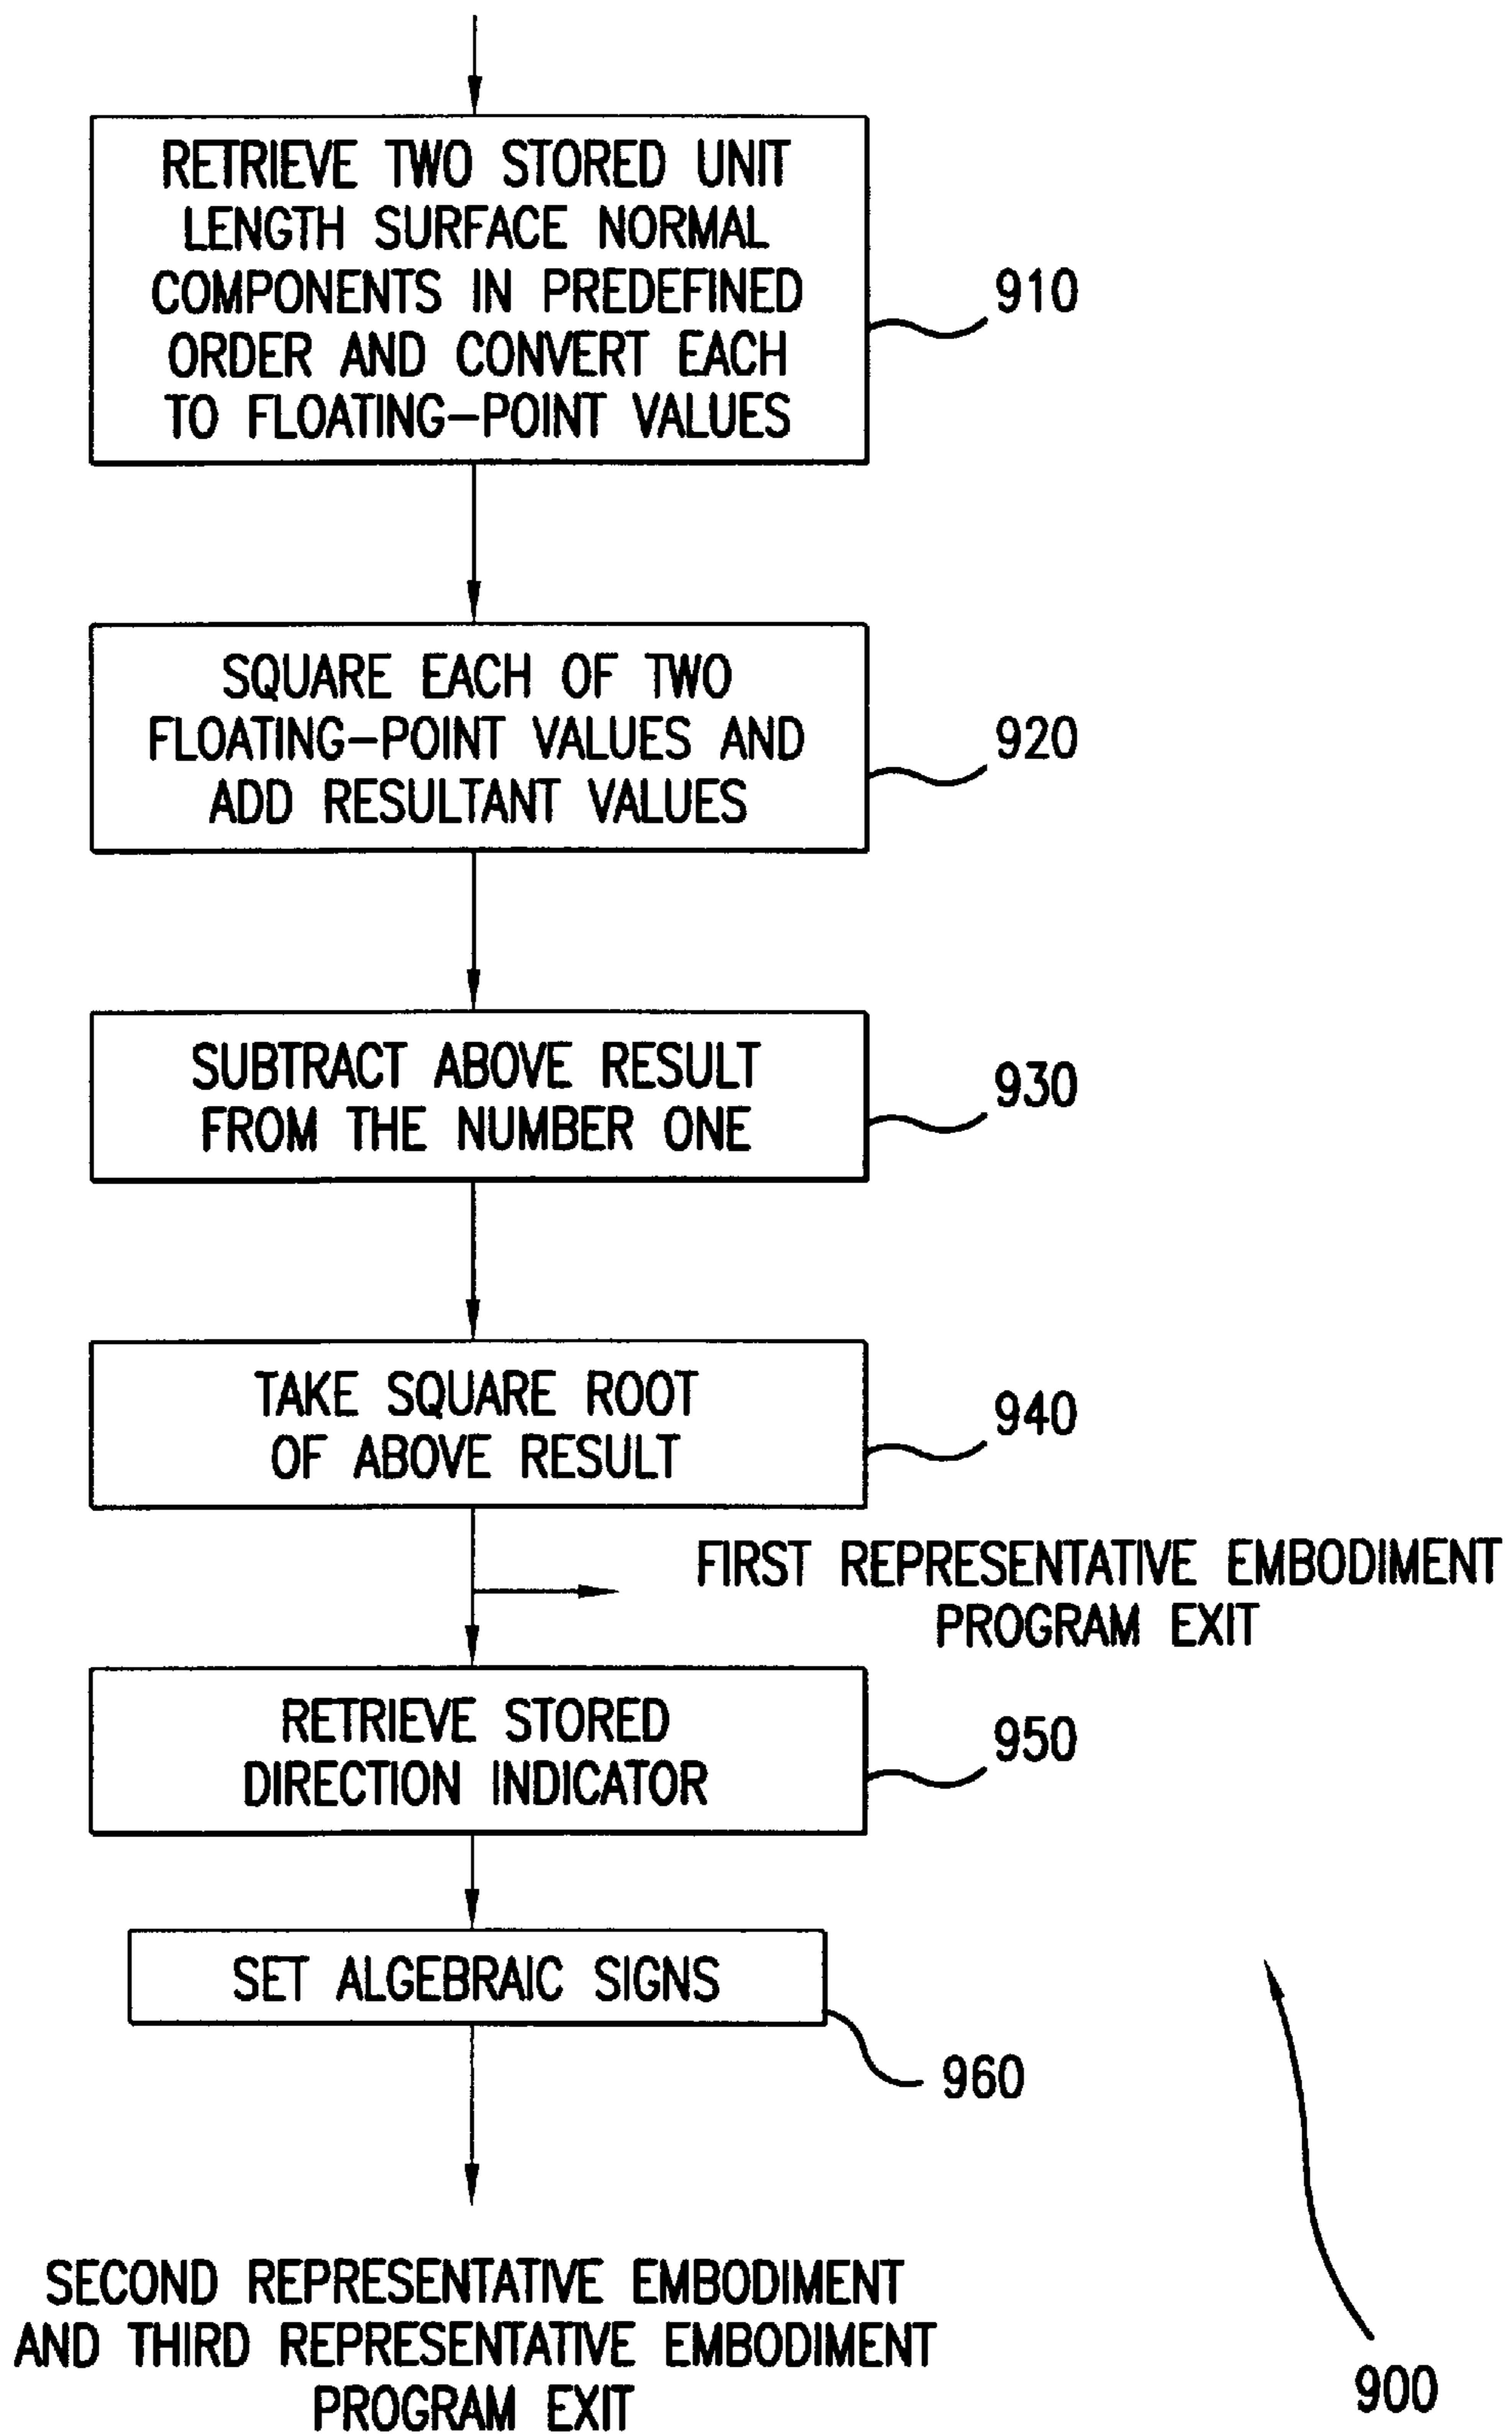 RETRIEVE TWO STORED UNIT
LENGTH SURFACE NORMAL
COMPONENTS IN PREDEFINED
ORDER AND CONVERT EACH
TO FLOATING-POINT VALUES
910
SQUARE EACH OF TWO
FLOATING-POINT VALUES AND
ADD RESULTANT VALUES
920
SUBTRACT ABOVE RESULT
FROM THE NUMBER ONE
930
TAKE SQUARE ROOT
OF ABOVE RESULT
940
FIRST REPRESENTATIVE EMBODIMENT
PROGRAM EXIT
RETRIEVE STORED
DIRECTION INDICATOR
950
SET ALGEBRAIC SIGNS
960
SECOND REPRESENTATIVE EMBODIMENT
AND THIRD REPRESENTATIVE EMBODIMENT
PROGRAM EXIT
900